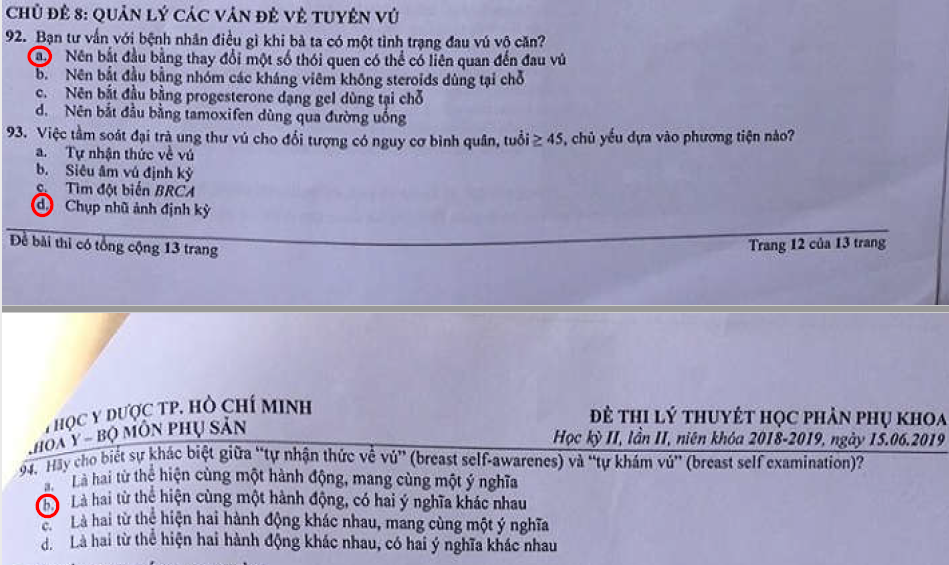 CHỦ ĐỀ 8: QUẢN LÝ CÁC VẤN ĐỀ VỀ TUYẾN VÚ
92. Bạn tư vấn với bệnh nhân điều gì khi bà ta có một tình trạng đau vú vô căn?
a. Nên bắt đầu bằng thay đổi một số thói quen có thể có liên quan đến đau vú
b. Nên bắt đầu bằng nhóm các kháng viêm không steroids dùng tại chỗ
c. Nên bắt đầu bằng progesterone dạng gel dùng tại chỗ
d. Nên bắt đầu bằng tamoxifen dùng qua đường uống
93. Việc tầm soát đại trà ung thư vú cho đối tượng có nguy cơ bình quân, tuổi ≥ 45, chủ yếu dựa vào phương tiện nào?
a. Tự nhận thức về vú
b. Siêu âm vú định kỳ
c. Tìm đột biến BRCA
d. Chụp nhũ ảnh định kỳ
Đề bài thi có tổng cộng 13 trang
Trang 12 của 13 trang
HỌC Y DƯỢC TP. HỒ CHÍ MINH
KHOA Y – BỘ MÔN PHỤ SẢN
ĐỀ THI LÝ THUYẾT HỌC PHẦN PHỤ KHOA
Học kỳ II, lần II, niên khóa 2018-2019, ngày 15.06.2019
94. Hãy cho biết sự khác biệt giữa “tự nhận thức về vú” (breast self-awarenes) và “tự khám vú” (breast self examination)?
a. Là hai từ thể hiện cùng một hành động, mang cùng một ý nghĩa
b. Là hai từ thể hiện cùng một hành động, có hai ý nghĩa khác nhau
c. Là hai từ thể hiện hai hành động khác nhau, mang cùng một ý nghĩa
d. Là hai từ thể hiện hai hành động khác nhau, có hai ý nghĩa khác nhau